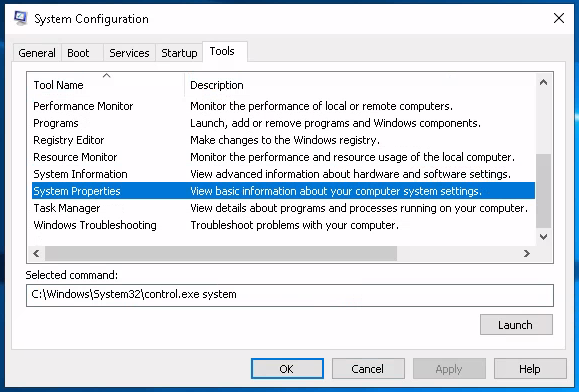 System Configuration
General Boot Services Startup Tools
Tool Name Description
Performance Monitor Monitor the performance of local or remote computers.
Programs Launch, add or remove programs and Windows components.
Registry Editor Make changes to the Windows registry.
Resource Monitor Monitor the performance and resource usage of the local computer.
System Information View advanced information about hardware and software settings.
System Properties View basic information about your computer system settings.
Task Manager View details about programs and processes running on your computer.
Windows Troubleshooting Troubleshoot problems with your computer.
Selected command:
C:\Windows\System32\control.exe system
Launch
OK Cancel Apply Help